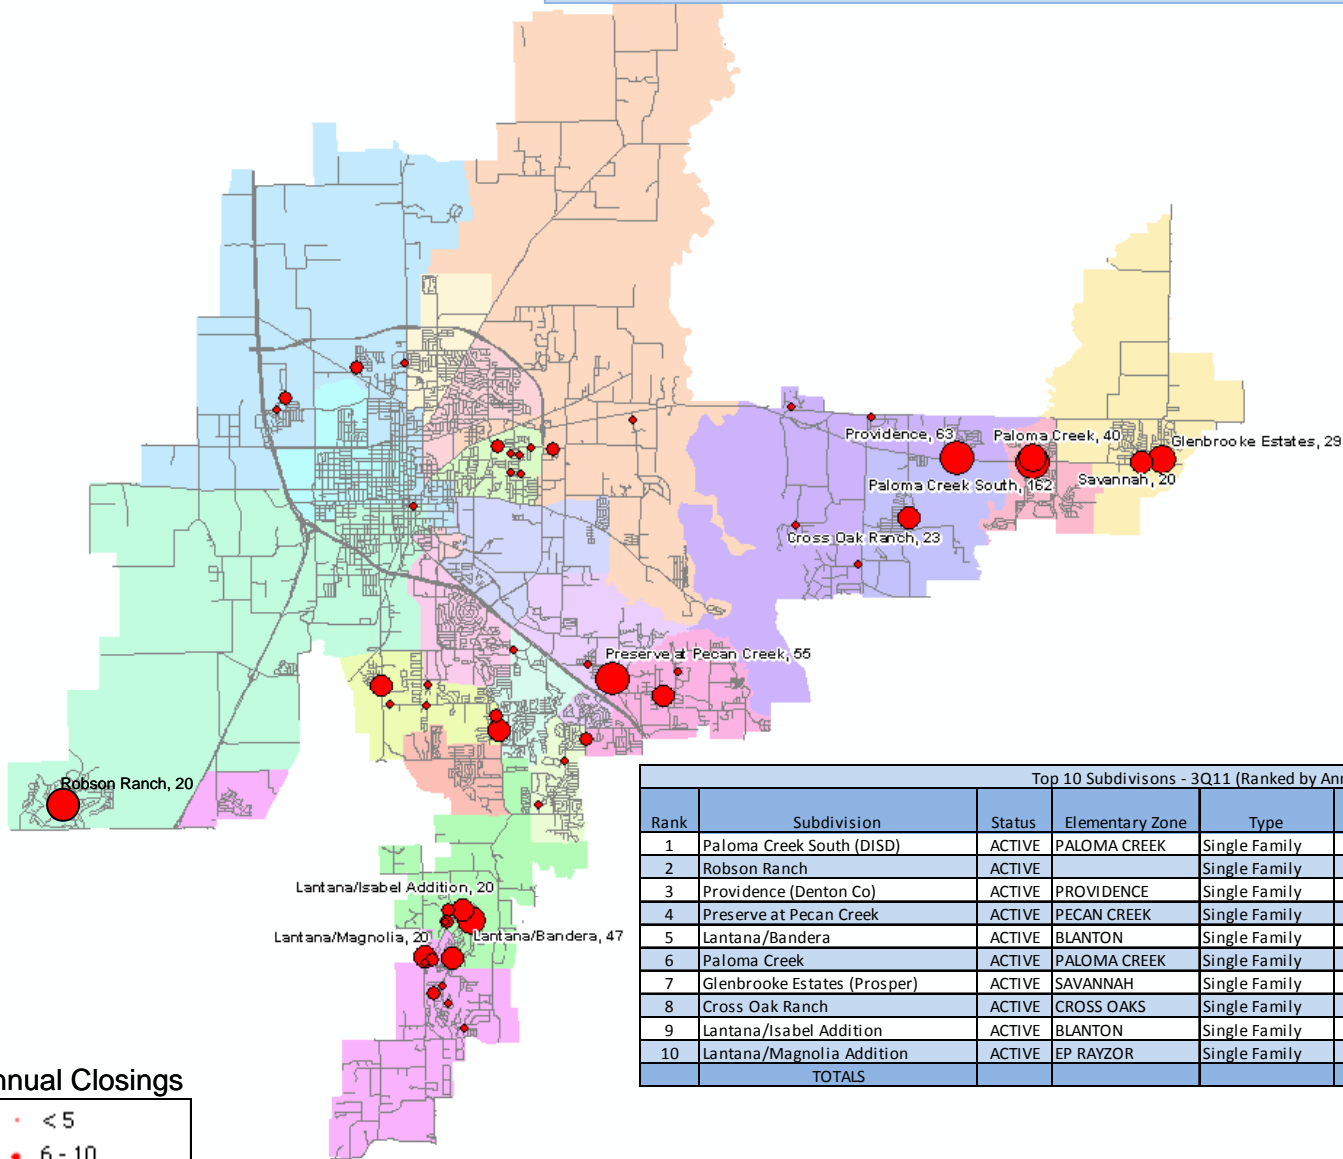 Providence, 63
Paloma Creek, 40
Glenbrooke Estates, 29
Paloma Creek South, 162
Savannah, 20
Cross Oak Ranch, 23
Preserve at Pecan Creek, 55
Robson Ranch, 20
Lantana/Isabel Addition, 20
Lantana/Magnolia, 20
Lantana/Bandera, 47
Top 10 Subdivisons - 3Q11 (Ranked by Ann
Rank Subdivision Status Elementary Zone Type
1 Paloma Creek South (DISD) ACTIVE PALOMA CREEK Single Family
2 Robson Ranch ACTIVE Single Family
3 Providence (Denton Co) ACTIVE PROVIDENCE Single Family
4 Preserve at Pecan Creek ACTIVE PECAN CREEK Single Family
5 Lantana/Bandera ACTIVE BLANTON Single Family
6 Paloma Creek ACTIVE PALOMA CREEK Single Family
7 Glenbrooke Estates (Prosper) ACTIVE SAVANNAH Single Family
8 Cross Oak Ranch ACTIVE CROSS OAKS Single Family
9 Lantana/Isabel Addition ACTIVE BLANTON Single Family
10 Lantana/Magnolia Addition ACTIVE EP RAYZOR Single Family
TOTALS
nnual Closings
< 5
6 - 10